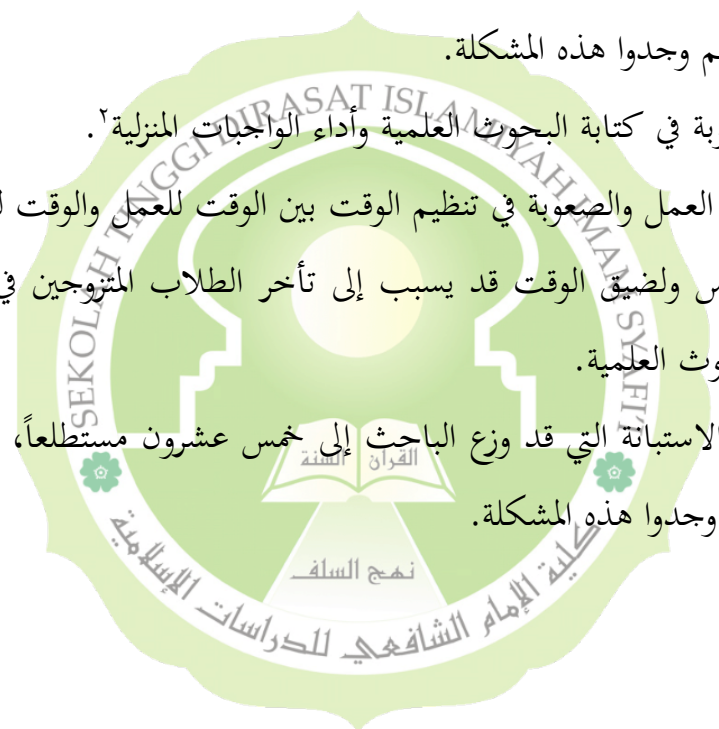 م وجدوا هذه المشكلة.
بة في كتابة البحوث العلمية وأداء الواجبات المنزلية٢.
العمل والصعوبة في تنظيم الوقت بين الوقت للعمل والوقت ل
س ولضيق الوقت قد يسبب إلى تأخر الطلاب المتزوجين في
وث العلمية.
الاستبانة التي قد وزع الباحث إلى خمس عشرون مستطلعاً،
وجدوا هذه المشكلة.
SEKOLAH TINGGI DIRASAT ISLAMIYAH IMAM SYAFI'I
القرآن السنة
نهج السلف
كلية الإمام الشافعي للدراسات الإسلامية